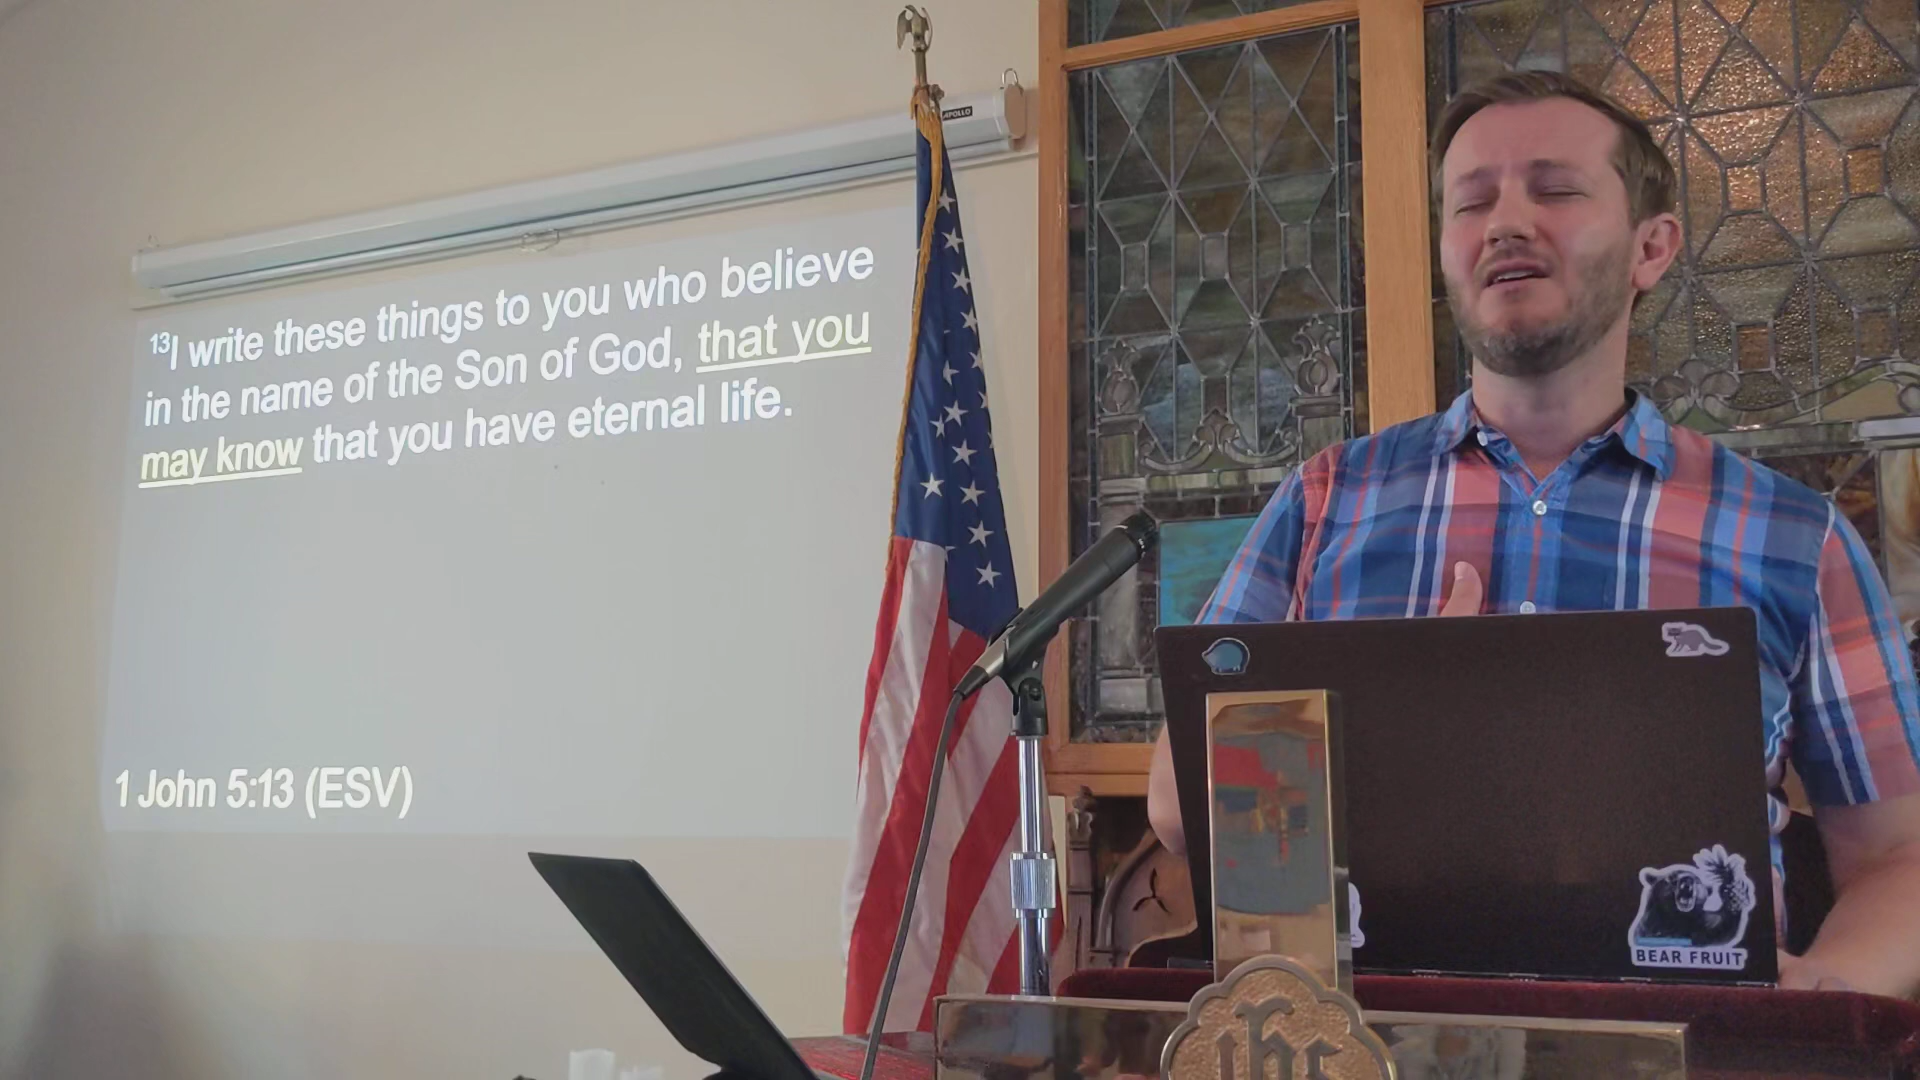 ¹³I write these things to you who believe
in the name of the Son of God, that you
may know that you have eternal life.
1 John 5:13 (ESV)
APOLLO
BEAR FRUIT
ihs